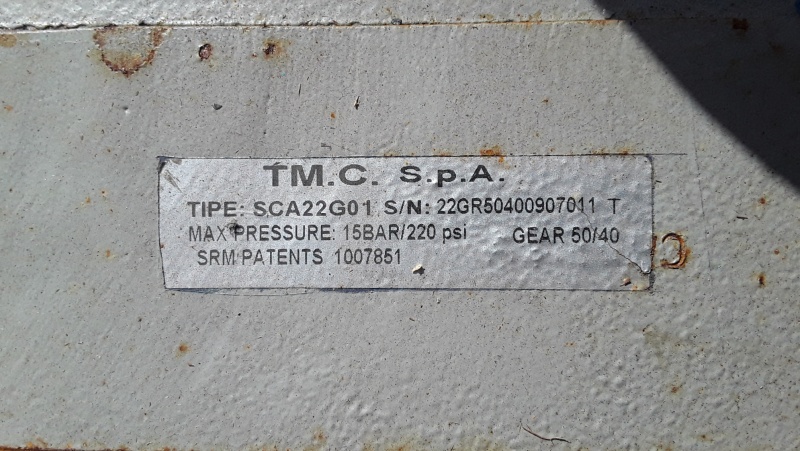 TM.C. S.p.A.
TIPE: SCA22G01 S/N: 22GR50400907011 T
MAX PRESSURE: 15BAR/220 psi GEAR 50/40
SRM PATENTS 1007851